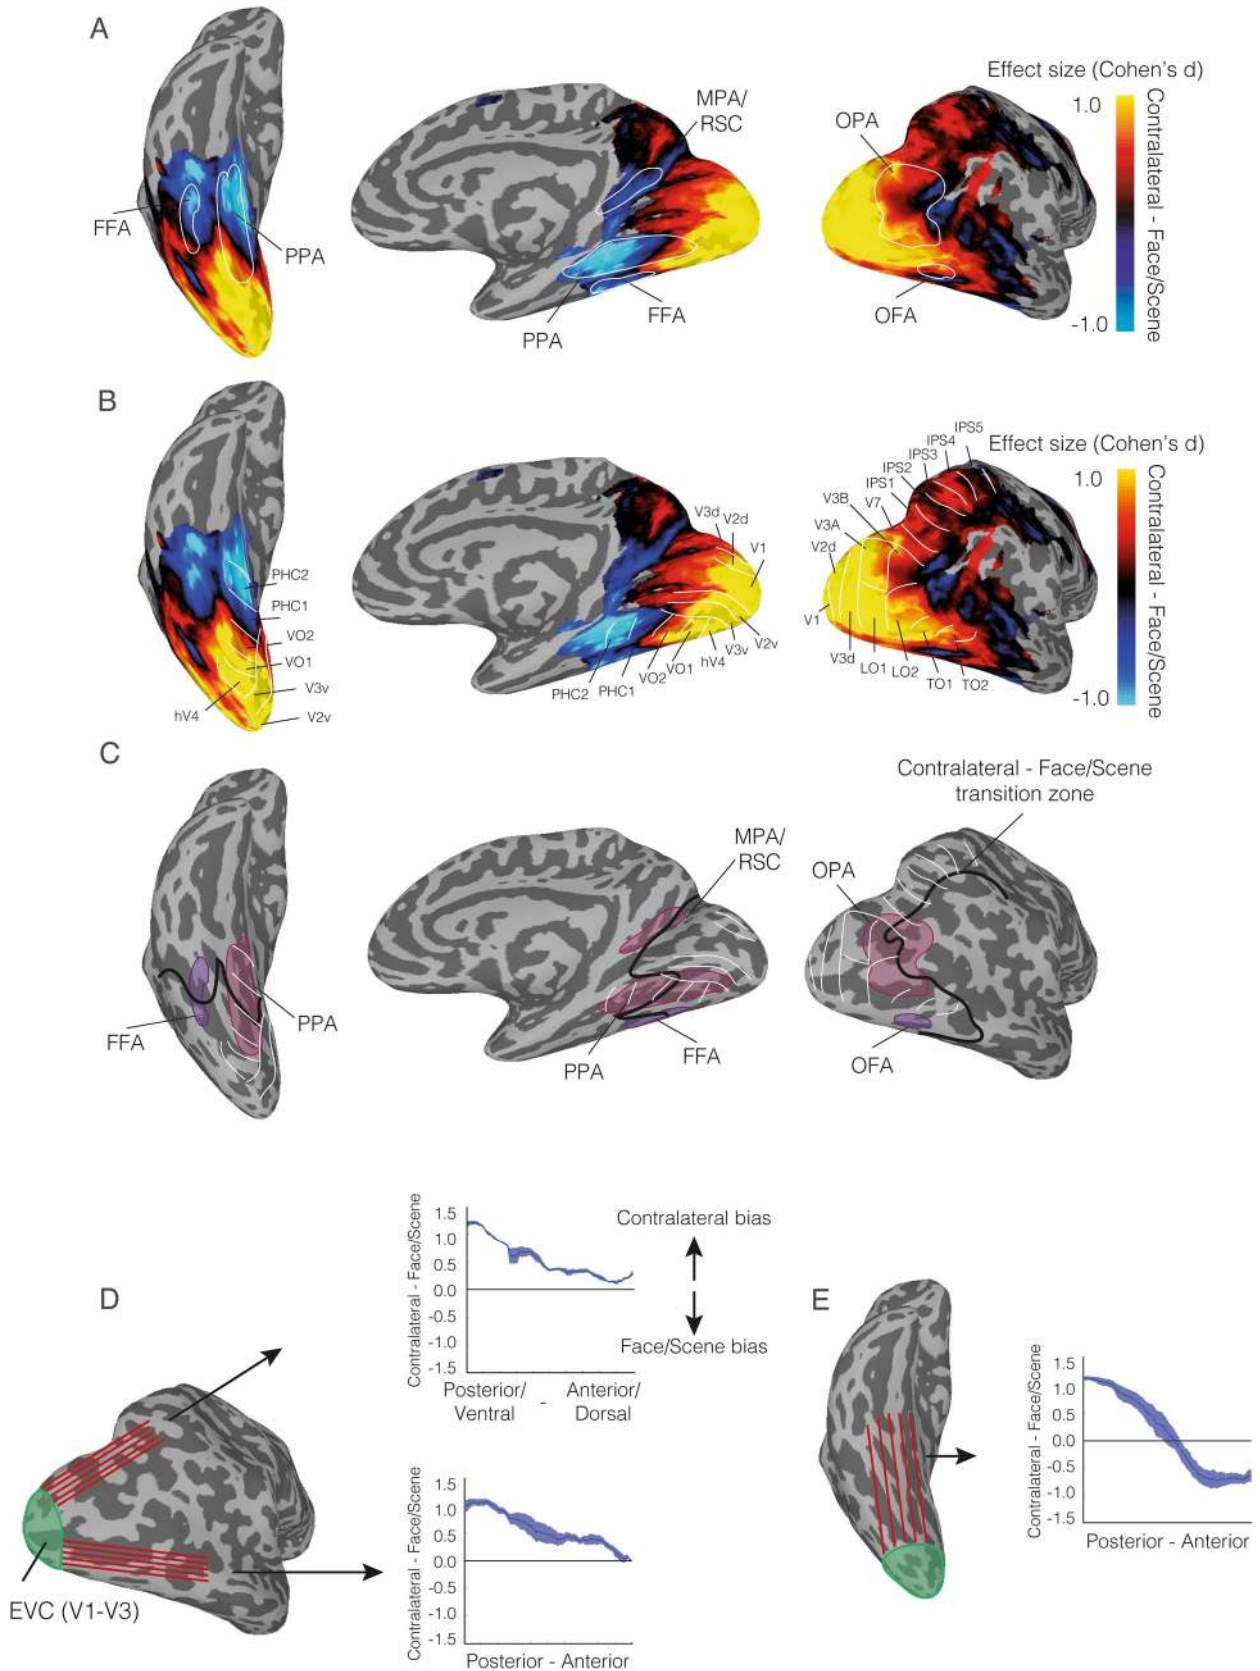 A
FFA
PPA
MPA/
RSC
PPA
FFA
OPA
OFA
Effect size (Cohen's d)
1.0
-1.0
Contralateral - Face/Scene
B
PHC2
PHC1
VO2
VO1
V3v
hV4
V2v
V3d
V2d
V1
PHC2
PHC1
VO2
VO1
hV4
V3v
V2v
IPS5
IPS4
IPS3
IPS2
IPS1
V7
V3B
V3A
V2d
V1
V3d
LO1
LO2
TO1
TO2
Effect size (Cohen's d)
1.0
-1.0
Contralateral - Face/Scene
C
FFA
PPA
MPA/
RSC
PPA
FFA
Contralateral - Face/Scene
transition zone
OPA
OFA
D
EVC (V1-V3)
Contralateral - Face/Scene
1.5
1.0
0.5
0.0
-0.5
-1.0
-1.5
Posterior/
Ventral
-
Anterior/
Dorsal
Contralateral bias
Face/Scene bias
Contralateral - Face/Scene
1.5
1.0
0.5
0.0
-0.5
-1.0
-1.5
Posterior - Anterior
E
Contralateral - Face/Scene
1.5
1.0
0.5
0.0
-0.5
-1.0
-1.5
Posterior - Anterior